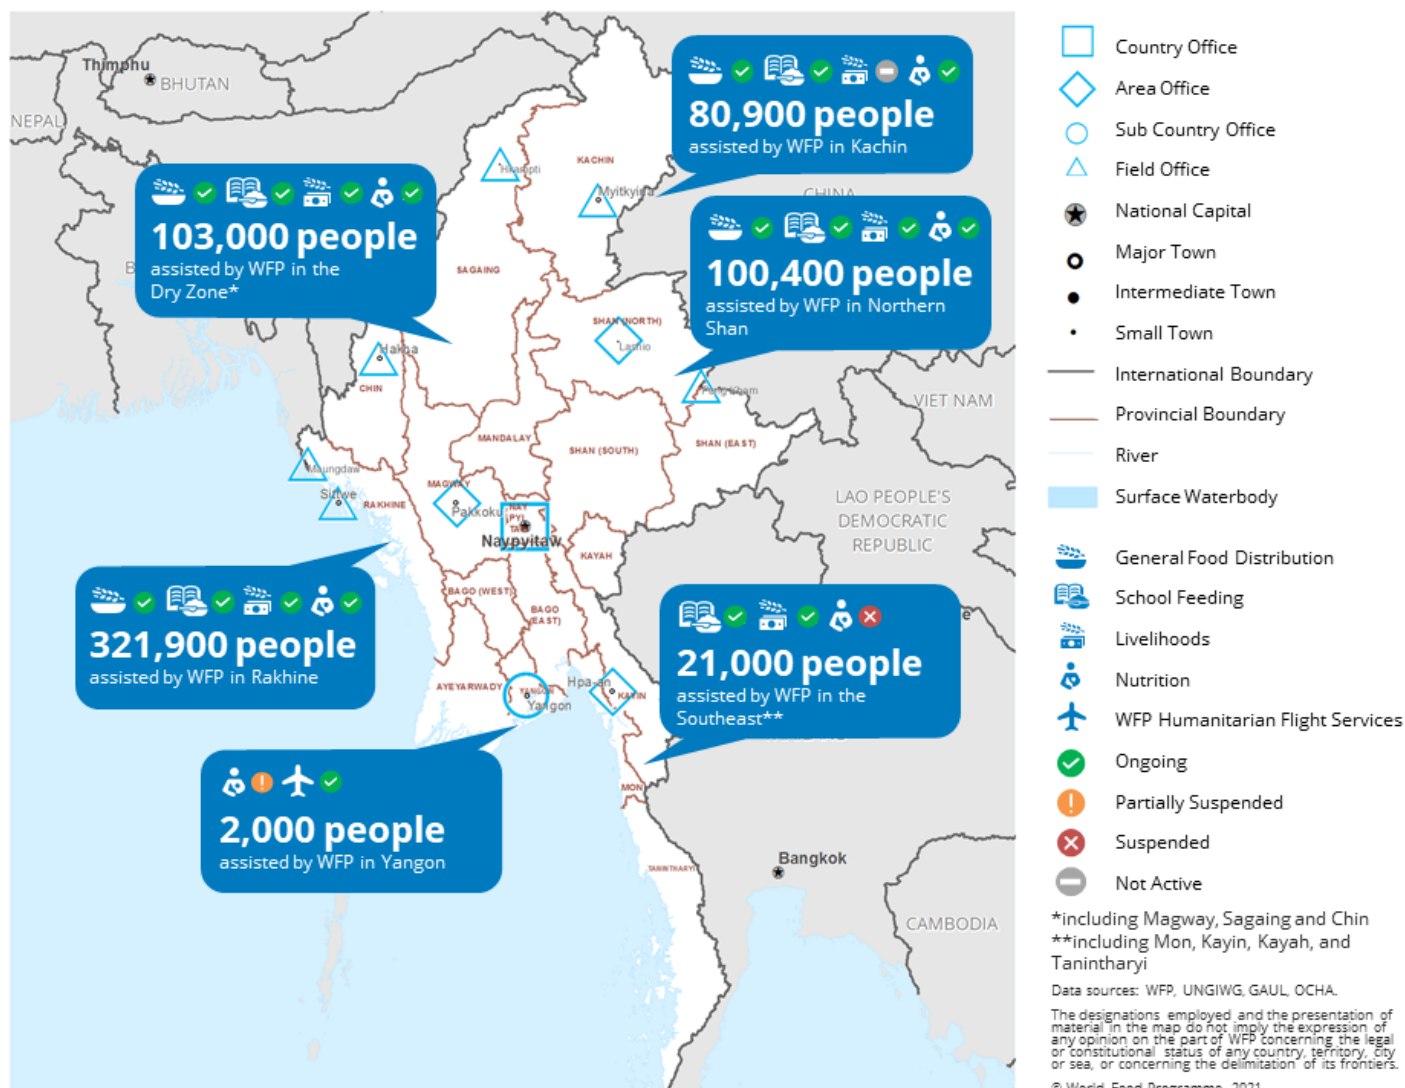 Thimphu
BHUTAN
NEPAL
80,900 people
assisted by WFP in Kachin
KACHIN
Hkampti
Myitkyina
CHINA
103,000 people
assisted by WFP in the
Dry Zone*
B
SAGAING
100,400 people
assisted by WFP in Northern
Shan
SHAN (NORTH)
Lashio
Hakha
CHIN
VIET NAM
MANDALAY
SHAN (SOUTH)
SHAN (EAST)
Maungdaw
Sittwe
RAKHINE
MAGWAY
Pakkoku
NAY
PYI
TAW
Naypyitaw
LAO PEOPLE'S
DEMOCRATIC
REPUBLIC
KAYAH
BAGO (WEST)
BAGO
(EAST)
321,900 people
assisted by WFP in Rakhine
21,000 people
assisted by WFP in the
Southeast**
e
AYEYARWADY
YANGON
Yangon
Hpa-an
KAYIN
2,000 people
assisted by WFP in Yangon
MON
TANINTHARYI
Bangkok
CAMBODIA
Country Office
Area Office
Sub Country Office
Field Office
National Capital
Major Town
Intermediate Town
Small Town
International Boundary
Provincial Boundary
River
Surface Waterbody
General Food Distribution
School Feeding
Livelihoods
Nutrition
WFP Humanitarian Flight Services
Ongoing
Partially Suspended
Suspended
Not Active
*including Magway, Sagaing and Chin
**including Mon, Kayin, Kayah, and
Tanintharyi
Data sources: WFP, UNGIWG, GAUL, OCHA.
The designations employed and the presentation of
material in the map do not imply the expression of
any opinion on the part of WFP concerning the legal
or constitutional status of any country, territory, city
or sea, or concerning the delimitation of its frontiers.
© World Food Programme 2021